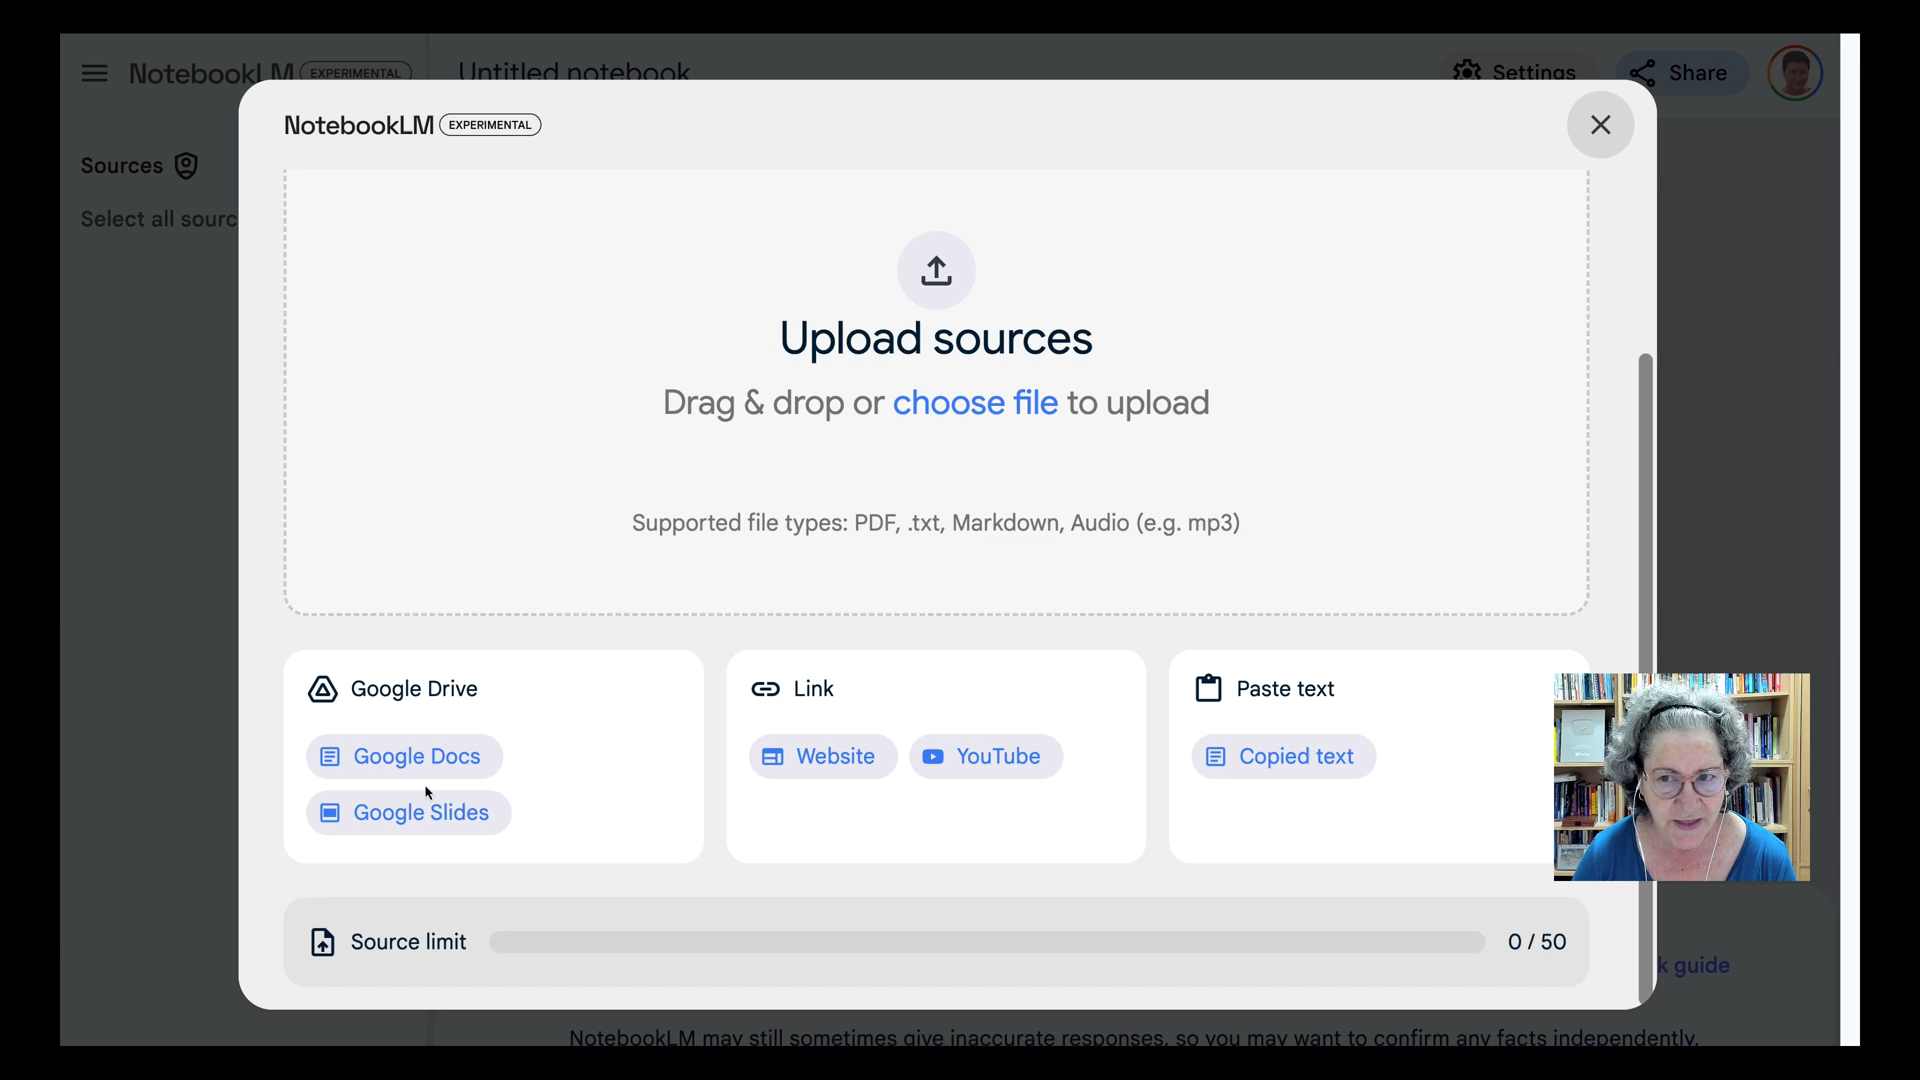 NotebookLM EXPERIMENTAL
Untitled notebook
Settings
Share
NotebookLM EXPERIMENTAL
Sources
Select all sourc
Upload sources
Drag & drop or choose file to upload
Supported file types: PDF, .txt, Markdown, Audio (e.g. mp3)
Google Drive
Google Docs
Google Slides
Link
Website
YouTube
Paste text
Copied text
Source limit
0 / 50
k guide
NotebookLM may still sometimes give inaccurate responses, so you may want to confirm any facts independently.